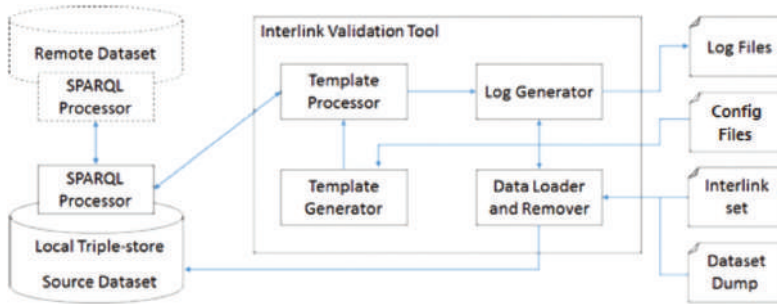 Remote Dataset
SPARQL
Processor
SPARQL
Processor
Local Triple-store
Source Dataset
Interlink Validation Tool
Template
Processor
Log Generator
Template
Generator
Data Loader
and Remover
Log Files
Config
Files
Interlink
set
Dataset
Dump